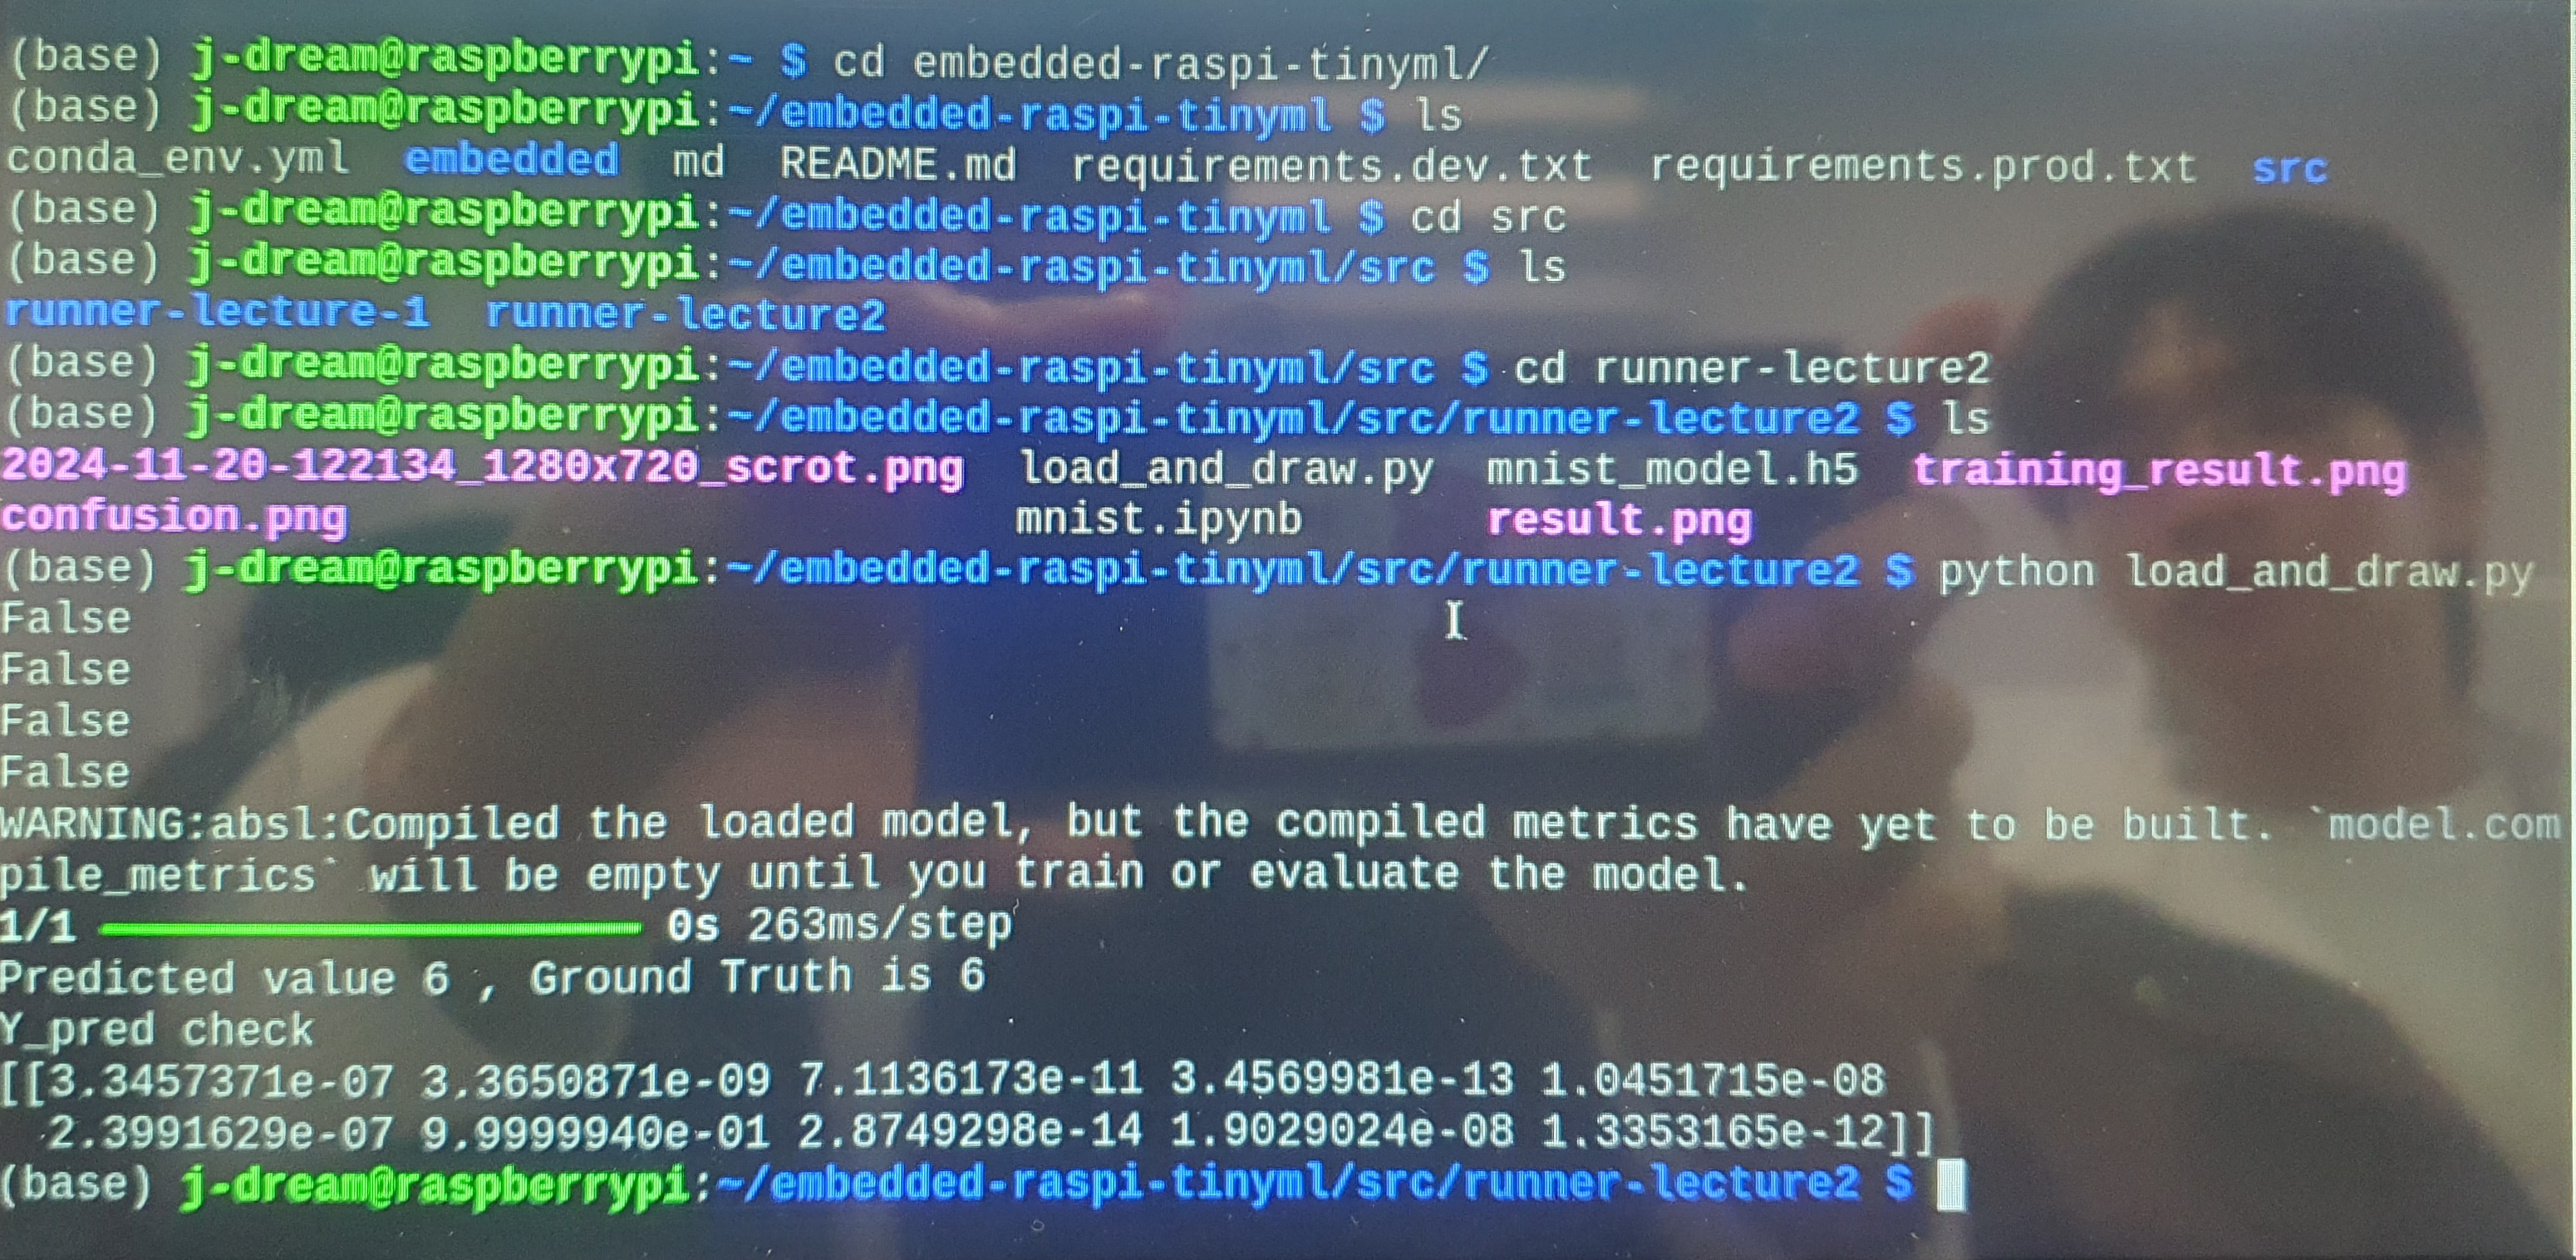 (base) j-dream@raspberrypi:~ $ cd embedded-raspi-tinyml/
(base) j-dream@raspberrypi:~/embedded-raspi-tinyml $ ls
conda_env.yml  embedded  md  README.md  requirements.dev.txt  requirements.prod.txt  src
(base) j-dream@raspberrypi:~/embedded-raspi-tinyml $ cd src
(base) j-dream@raspberrypi:~/embedded-raspi-tinyml/src $ ls
runner-lecture-1  runner-lecture2
(base) j-dream@raspberrypi:~/embedded-raspi-tinyml/src $ cd runner-lecture2
(base) j-dream@raspberrypi:~/embedded-raspi-tinyml/src/runner-lecture2 $ ls
2024-11-20-122134_1280x720_scrot.png  load_and_draw.py  mnist_model.h5  training_result.png
confusion.png                         mnist.ipynb       result.png
(base) j-dream@raspberrypi:~/embedded-raspi-tinyml/src/runner-lecture2 $ python load_and_draw.py
False
False
False
False
WARNING:absl:Compiled the loaded model, but the compiled metrics have yet to be built. `model.com
pile_metrics` will be empty until you train or evaluate the model.
1/1 ━━━━━━━━━━━━━━━━━━━━ 0s 263ms/step
Predicted value 6 , Ground Truth is 6
Y_pred check
[[3.3457371e-07 3.3650871e-09 7.1136173e-11 3.4569981e-13 1.0451715e-08
  2.3991629e-07 9.9999940e-01 2.8749298e-14 1.9029024e-08 1.3353165e-12]]
(base) j-dream@raspberrypi:~/embedded-raspi-tinyml/src/runner-lecture2 $